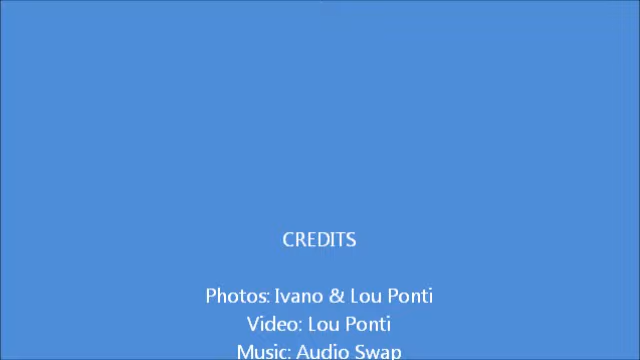 CREDITS
Photos: Ivano & Lou Ponti
Video: Lou Ponti
Music: Audio Swap